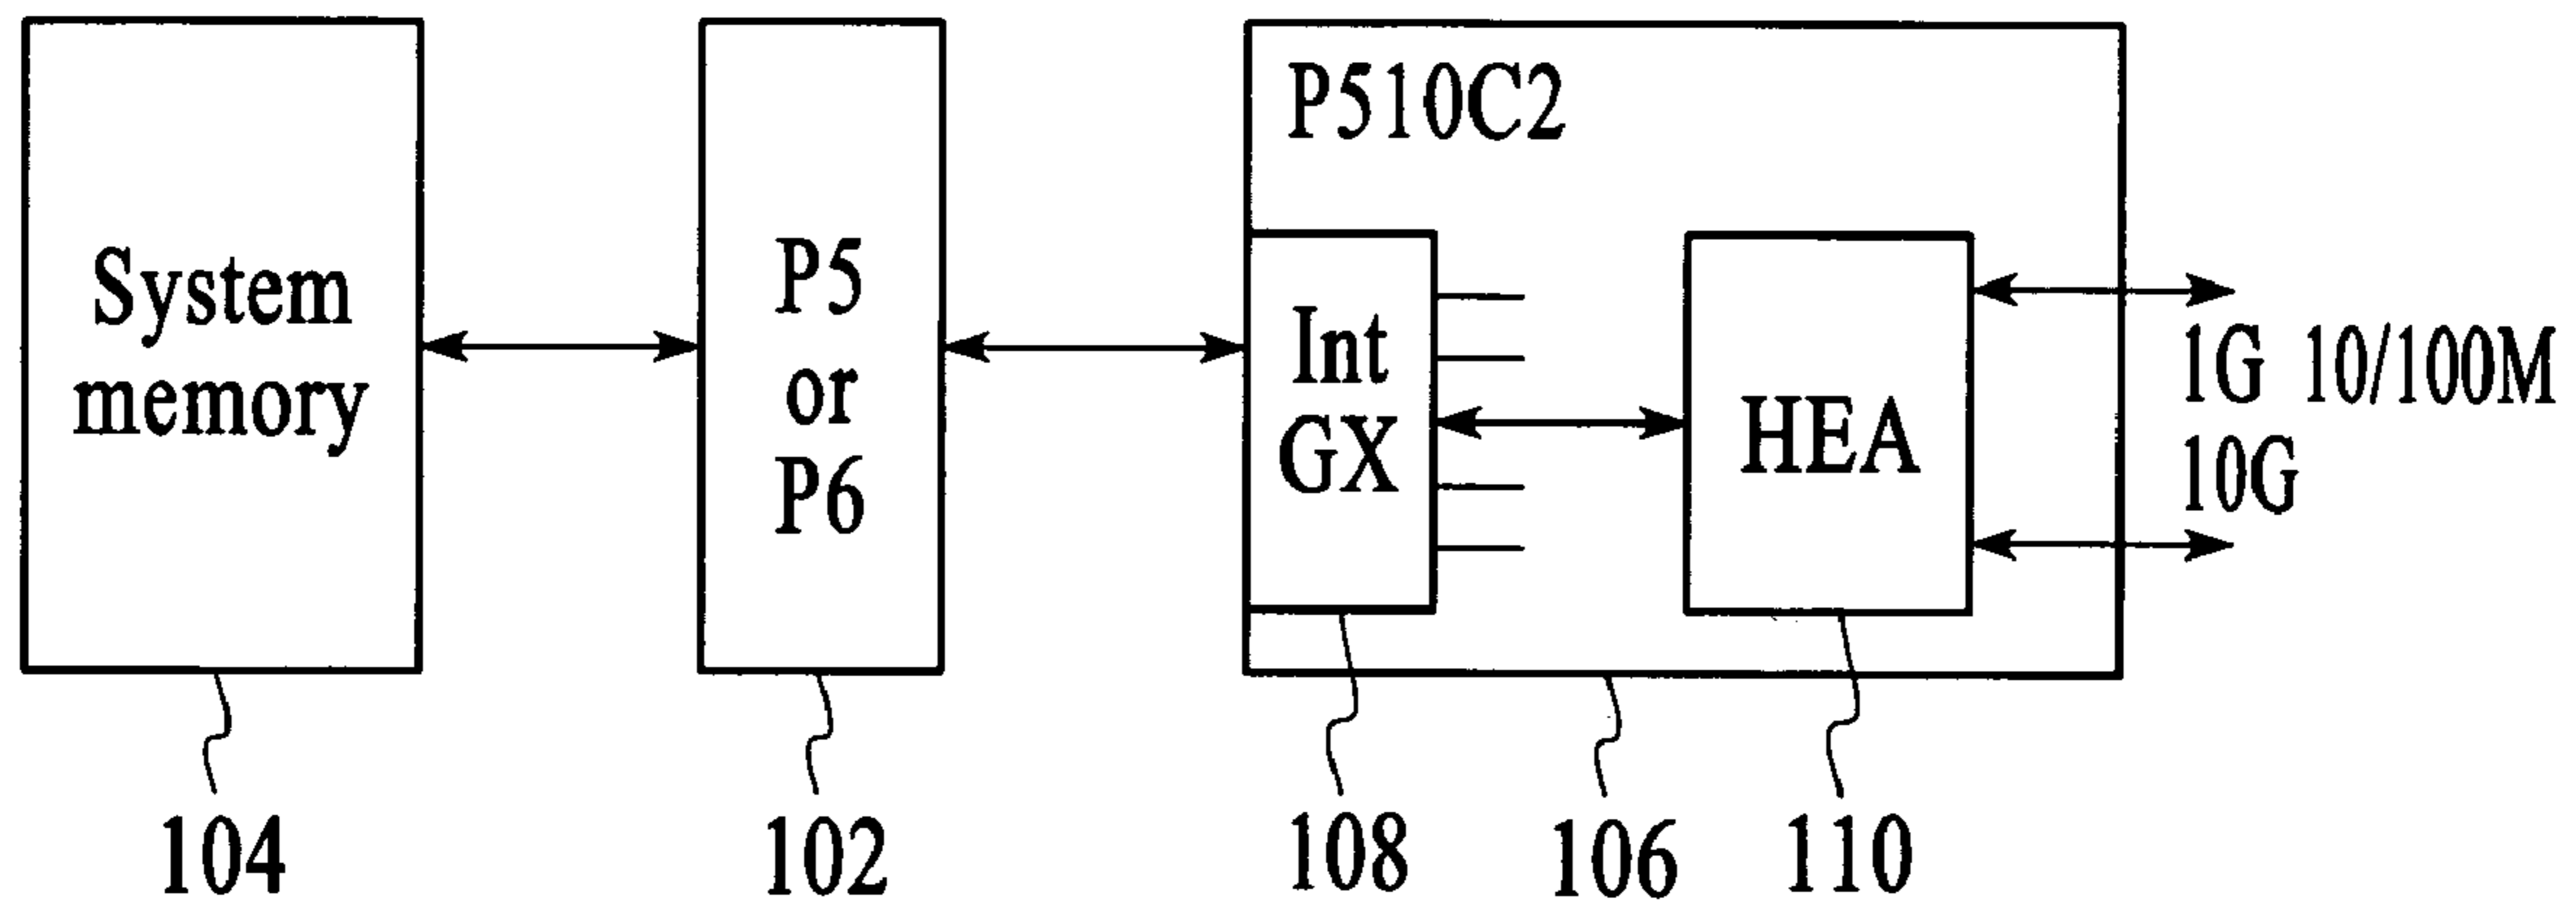 System
memory
P5
or
P6
P510C2
Int
GX
HEA
1G 10/100M
10G
104
102
108
106
110